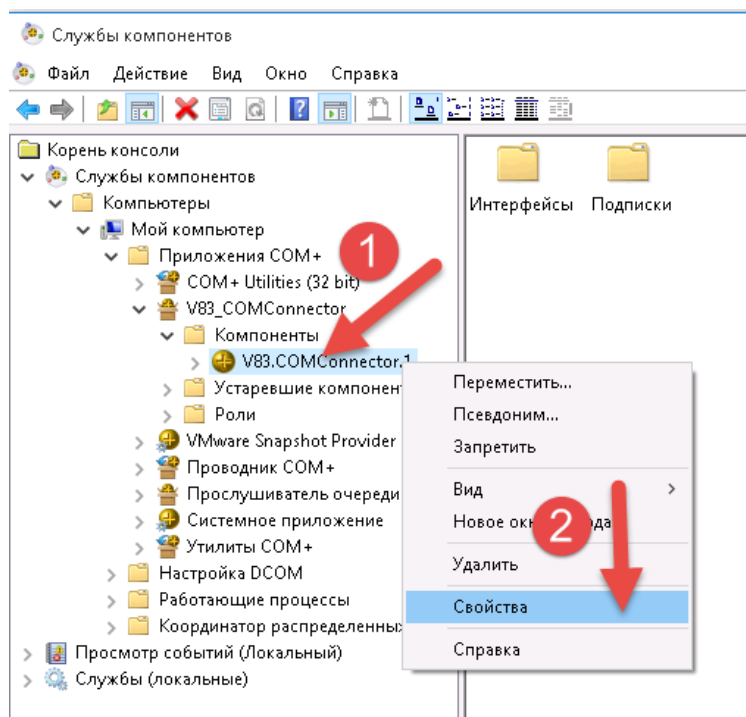 Службы компонентов
Файл Действие Вид Окно Справка
Корень консоли
Службы компонентов
Компьютеры
Мой компьютер
Приложения COM+
COM+ Utilities (32 bit)
V83_COMConnector
Компоненты
V83.COMConnector.1
Устаревшие
Роли
VMware Snapshot Provider
Проводник COM+
Прослушиватель очереди
Системное приложение
Утилиты COM+
Настройка DCOM
Работающие процессы
Координатор
Просмотр событий (Локальный)
Службы (локальные)
Интерфейсы Подписки
1
Переместить...
Псевдоним...
Запретить
Вид
Новое
2
Удалить
Свойства
Справка